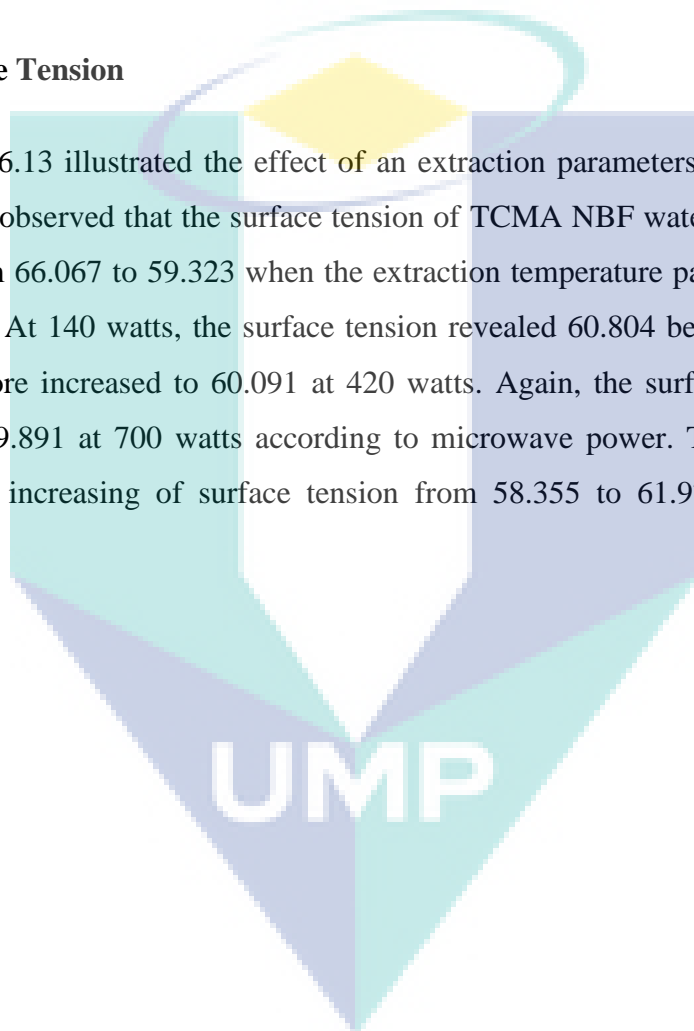 e Tension
6.13 illustrated the effect of an extraction parameters
observed that the surface tension of TCMA NBF wate
66.067 to 59.323 when the extraction temperature pa
At 140 watts, the surface tension revealed 60.804 be
ore increased to 60.091 at 420 watts. Again, the surf
9.891 at 700 watts according to microwave power. T
increasing of surface tension from 58.355 to 61.9
UMP